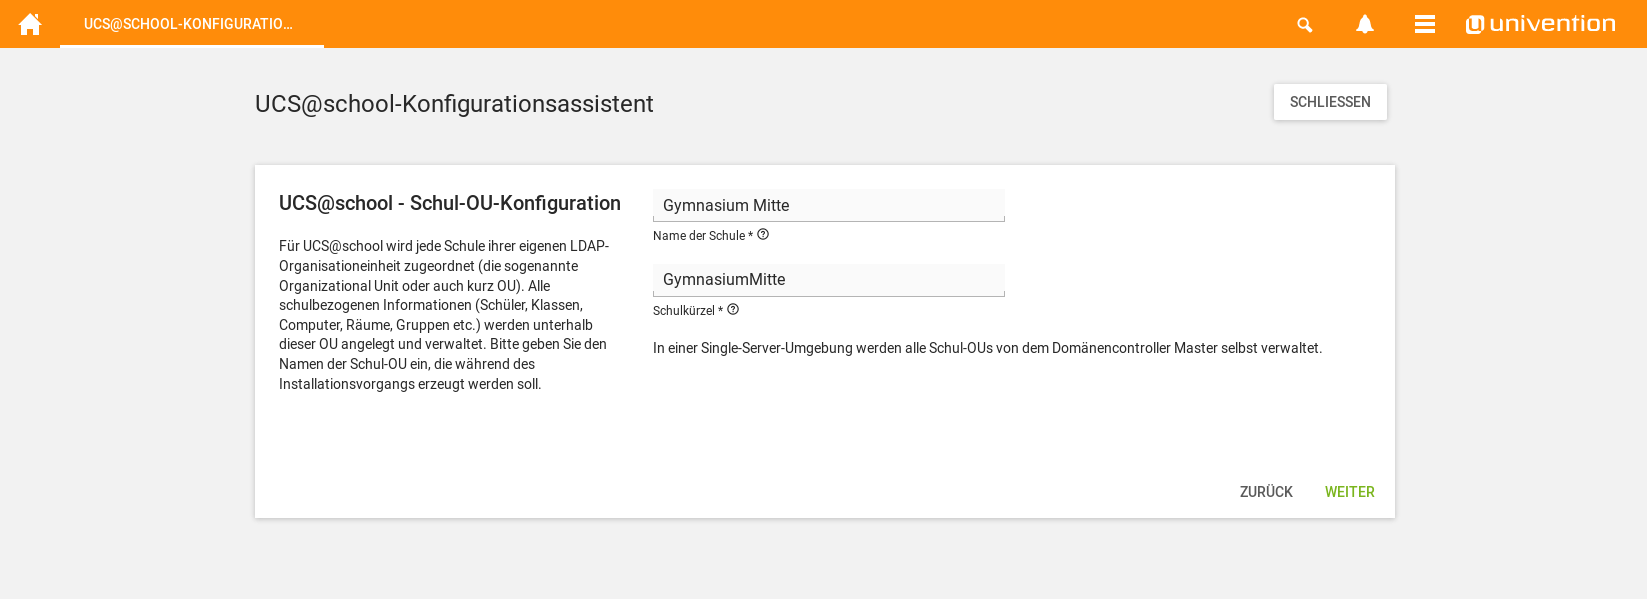 UCS@SCHOOL-KONFIGURATIO...
univention
UCS@school-Konfigurationsassistent
SCHLIESSEN
UCS@school - Schul-OU-Konfiguration
Für UCS@school wird jede Schule ihrer eigenen LDAP-
Organisationeinheit zugeordnet (die sogenannte
Organizational Unit oder auch kurz OU). Alle
schulbezogenen Informationen (Schüler, Klassen,
Computer, Räume, Gruppen etc.) werden unterhalb
dieser OU angelegt und verwaltet. Bitte geben Sie den
Namen der Schul-OU ein, die während des
Installationsvorgangs erzeugt werden soll.
Gymnasium Mitte
Name der Schule *
GymnasiumMitte
Schulkürzel *
In einer Single-Server-Umgebung werden alle Schul-OUs von dem Domänencontroller Master selbst verwaltet.
ZURÜCK
WEITER